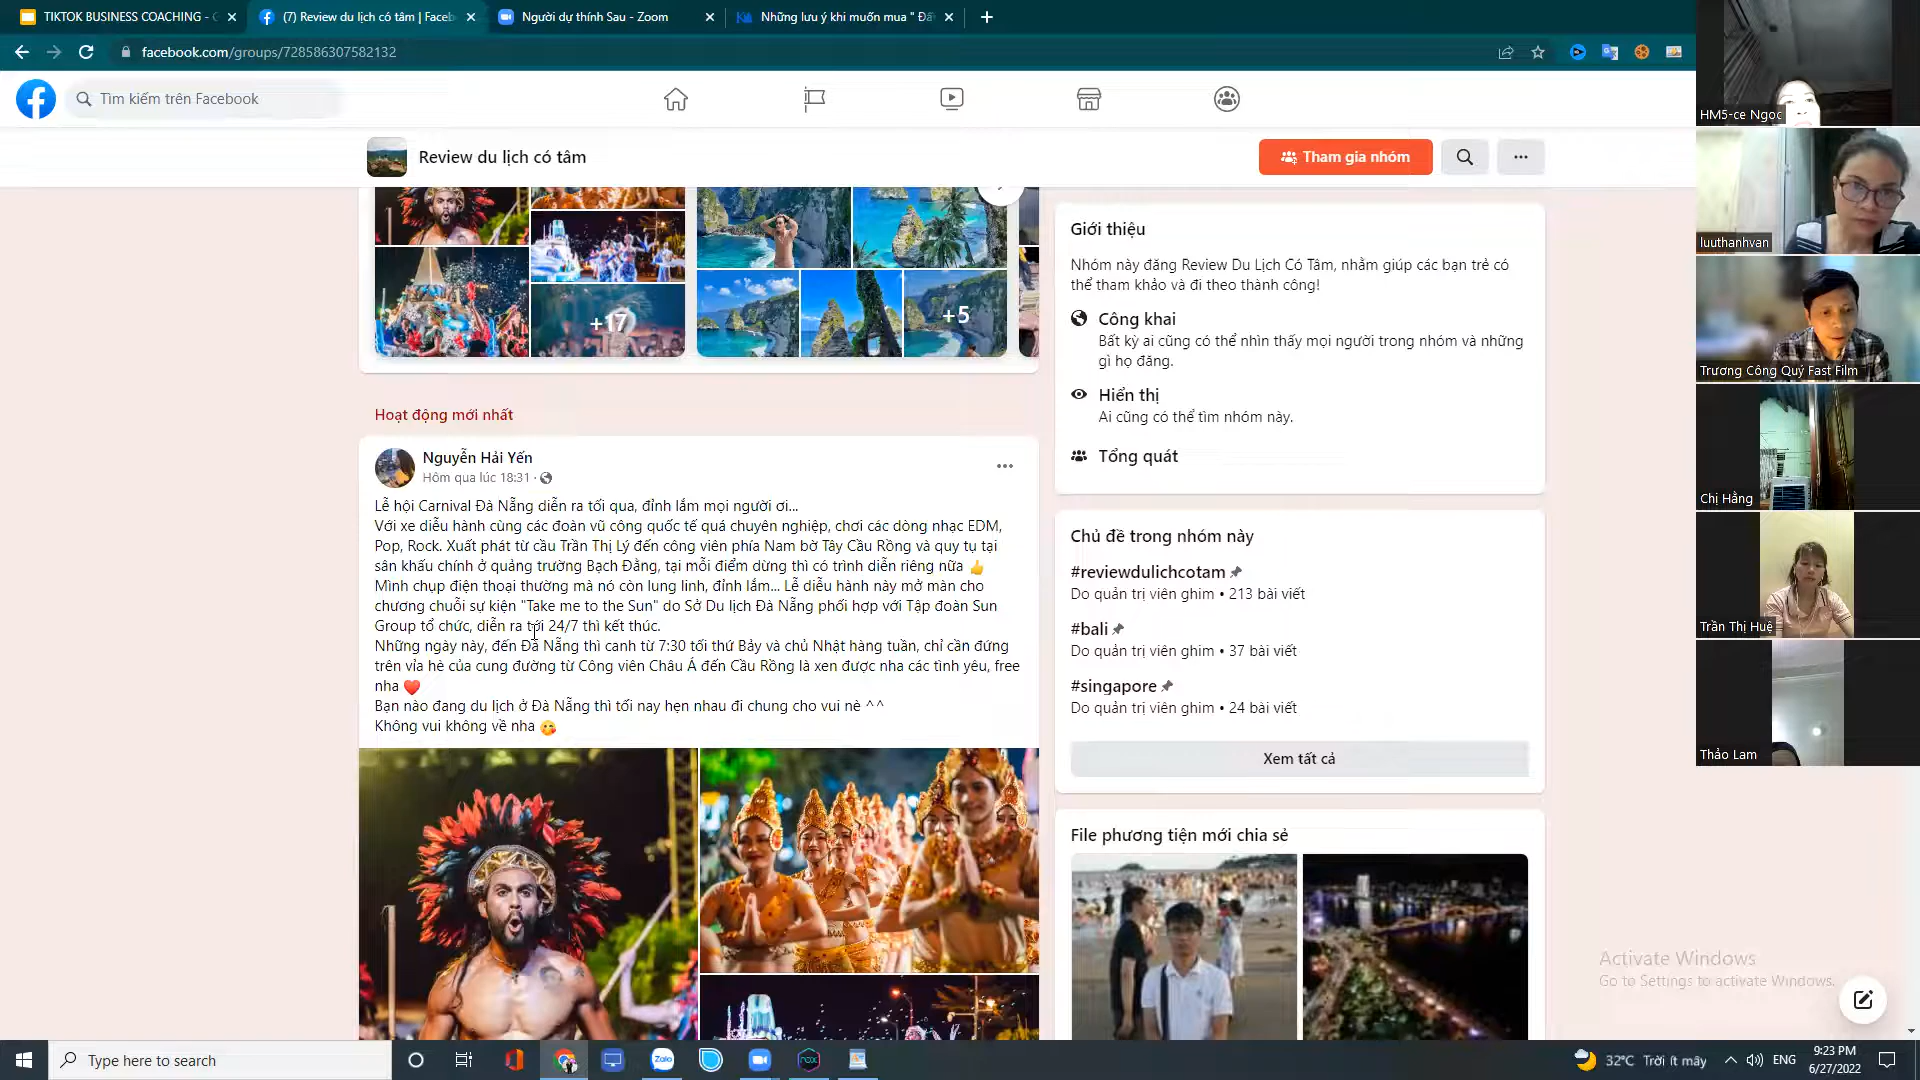 TIKTOK BUSINESS COACHING - G
(7) Review du lịch có tâm | Faceb
Người dự thính Sau - Zoom
Những lưu ý khi muốn mua " Đấ
facebook.com/groups/728586307582132
Tìm kiếm trên Facebook
Review du lịch có tâm
Tham gia nhóm
+17
+5
Hoạt động mới nhất
Nguyễn Hải Yến
Hôm qua lúc 18:31 ·
Lễ hội Carnival Đà Nẵng diễn ra tối qua, đỉnh lắm mọi người ơi...
Với xe diễu hành cùng các đoàn vũ công quốc tế quá chuyên nghiệp, chơi các dòng nhạc EDM,
Pop, Rock. Xuất phát từ cầu Trần Thị Lý đến công viên phía Nam bờ Tây Cầu Rồng và quy tụ tại
sân khấu chính ở quảng trường Bạch Đằng, tại mỗi điểm dừng thì có trình diễn riêng nữa 👍
Mình chụp điện thoại thường mà nó còn lung linh, đỉnh lắm... Lễ diễu hành này mở màn cho
chương chuỗi sự kiện "Take me to the Sun" do Sở Du lịch Đà Nẵng phối hợp với Tập đoàn Sun
Group tổ chức, diễn ra tới 24/7 thì kết thúc.
Những ngày này, đến Đà Nẵng thì canh từ 7:30 tối thứ Bảy và chủ Nhật hàng tuần, chỉ cần đứng
trên vỉa hè của cung đường từ Công viên Châu Á đến Cầu Rồng là xen được nha các tình yêu, free
nha ❤️
Bạn nào đang du lịch ở Đà Nẵng thì tối nay hẹn nhau đi chung cho vui nè ^^
Không vui không về nha 😋
Giới thiệu
Nhóm này đăng Review Du Lịch Có Tâm, nhằm giúp các bạn trẻ có
thể tham khảo và đi theo thành công!
Công khai
Bất kỳ ai cũng có thể nhìn thấy mọi người trong nhóm và những
gì họ đăng.
Hiển thị
Ai cũng có thể tìm nhóm này.
Tổng quát
Chủ đề trong nhóm này
#reviewdulichcotam
Do quản trị viên ghim • 213 bài viết
#bali
Do quản trị viên ghim • 37 bài viết
#singapore
Do quản trị viên ghim • 24 bài viết
Xem tất cả
File phương tiện mới chia sẻ
HM5-ce Ngoc
luuthanhvan
Trương Công Quý Fast Film
Chị Hằng
Trần Thị Huệ
Thảo Lam
Activate Windows
Go to Settings to activate Windows.
Type here to search
Zalo
nox
32°C Trời ít mây
ENG
9:23 PM
6/27/2022